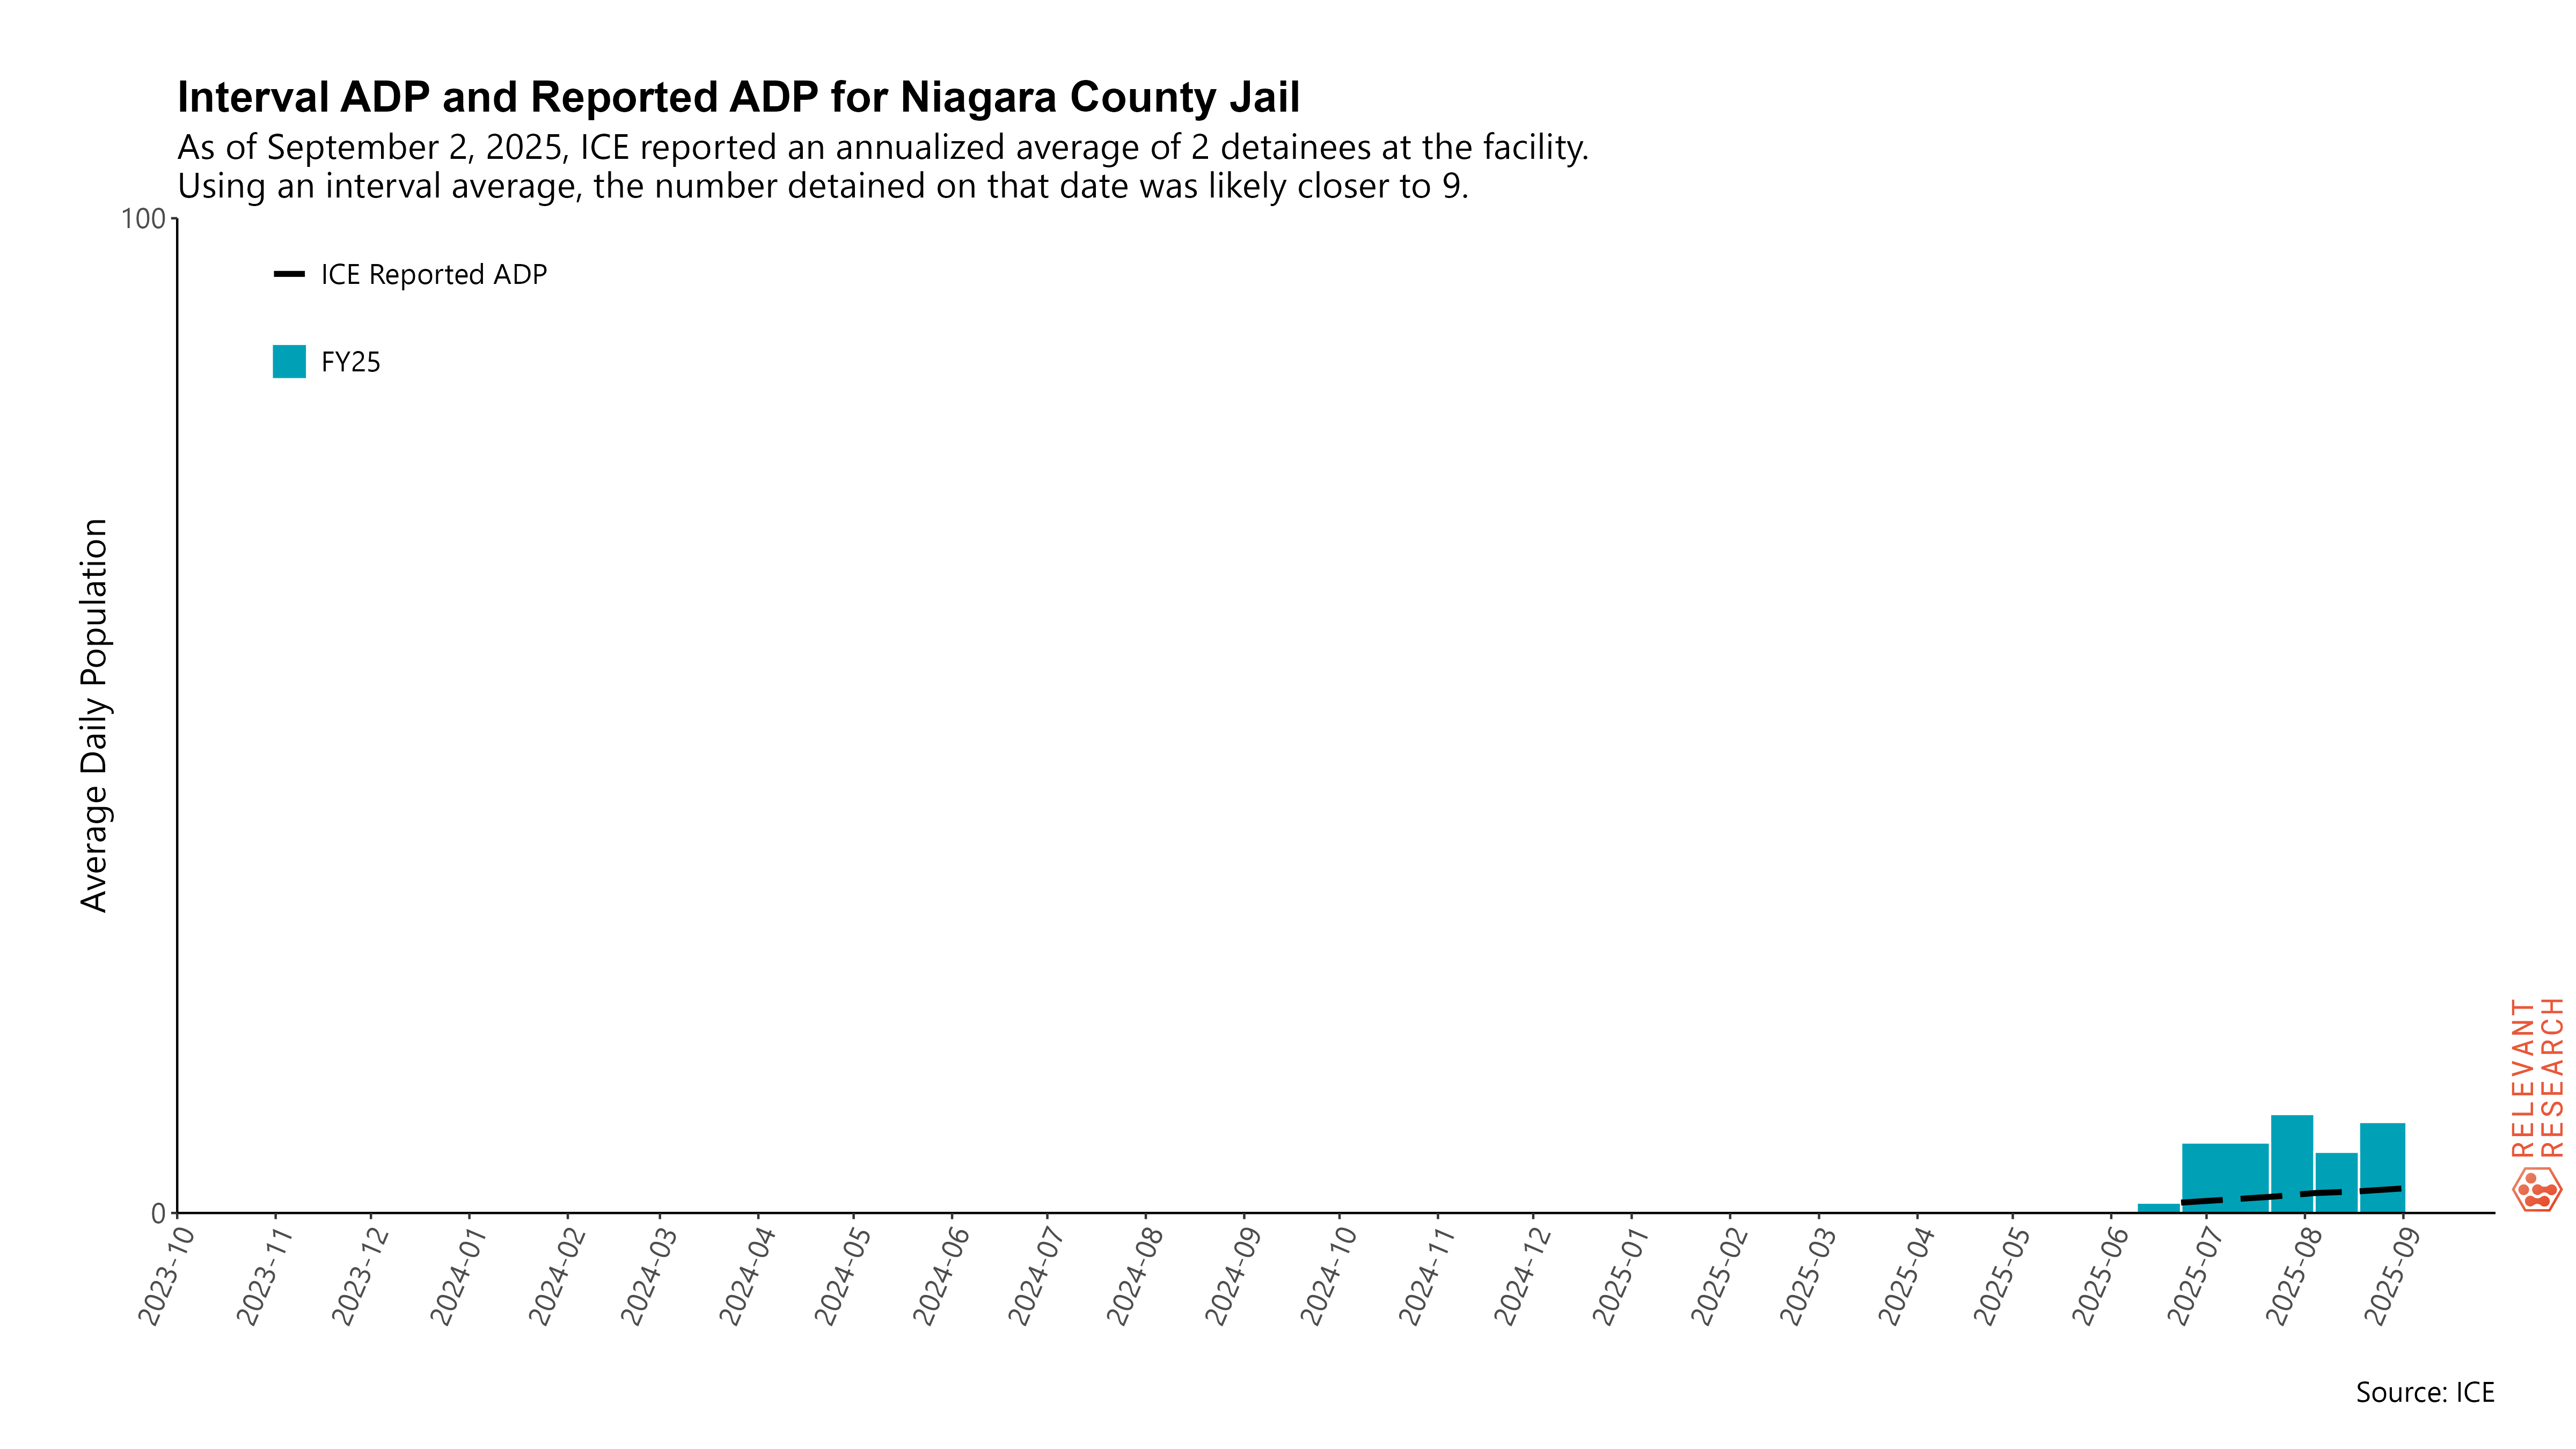 Interval ADP and Reported ADP for Niagara County Jail
As of September 2, 2025, ICE reported an annualized average of 2 detainees at the facility.
Using an interval average, the number detained on that date was likely closer to 9.
100
ICE Reported ADP
FY25
Average Daily Population
0
2023-10
2023-11
2023-12
2024-01
2024-02
2024-03
2024-04
2024-05
2024-06
2024-07
2024-08
2024-09
2024-10
2024-11
2024-12
2025-01
2025-02
2025-03
2025-04
2025-05
2025-06
2025-07
2025-08
2025-09
RELEVANT
RESEARCH
Source: ICE